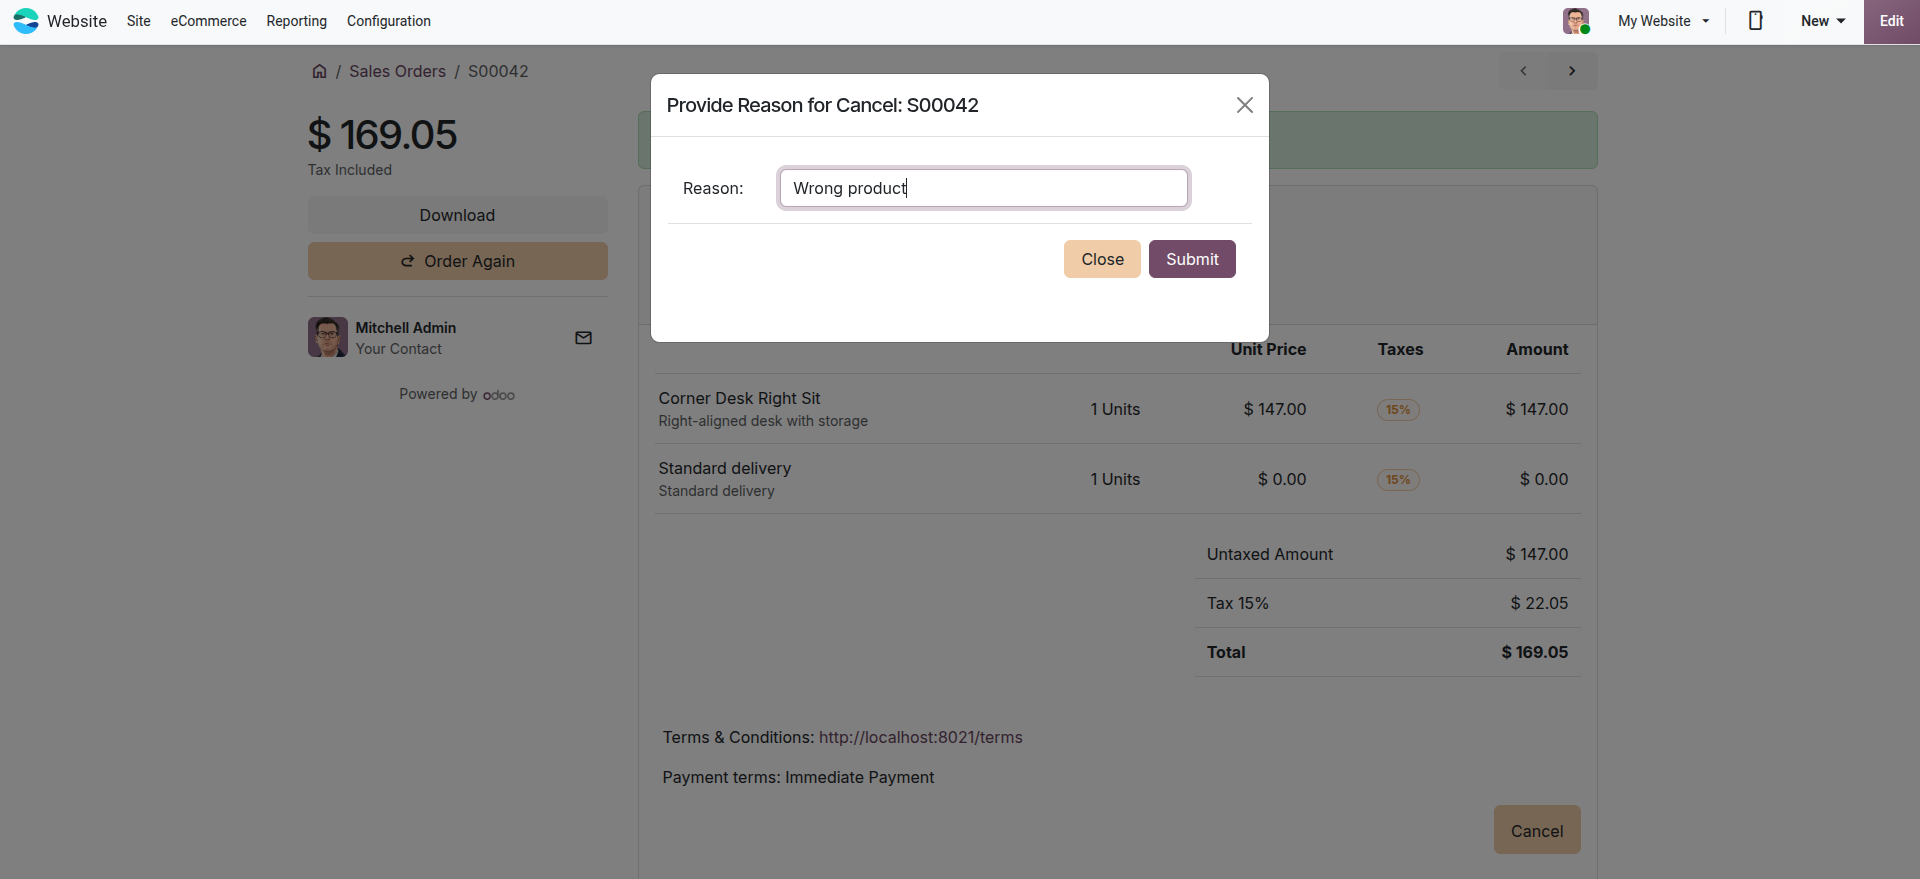 Website Site eCommerce Reporting Configuration My Website New Edit
/ Sales Orders / S00042
$ 169.05
Tax Included
Download
Order Again
Mitchell Admin
Your Contact
Powered by odoo
Provide Reason for Cancel: S00042
Reason: Wrong product
Close Submit
Unit Price Taxes Amount
Corner Desk Right Sit
Right-aligned desk with storage
1 Units $ 147.00 15% $ 147.00
Standard delivery
Standard delivery
1 Units $ 0.00 15% $ 0.00
Untaxed Amount $ 147.00
Tax 15% $ 22.05
Total $ 169.05
Terms & Conditions: http://localhost:8021/terms
Payment terms: Immediate Payment
Cancel